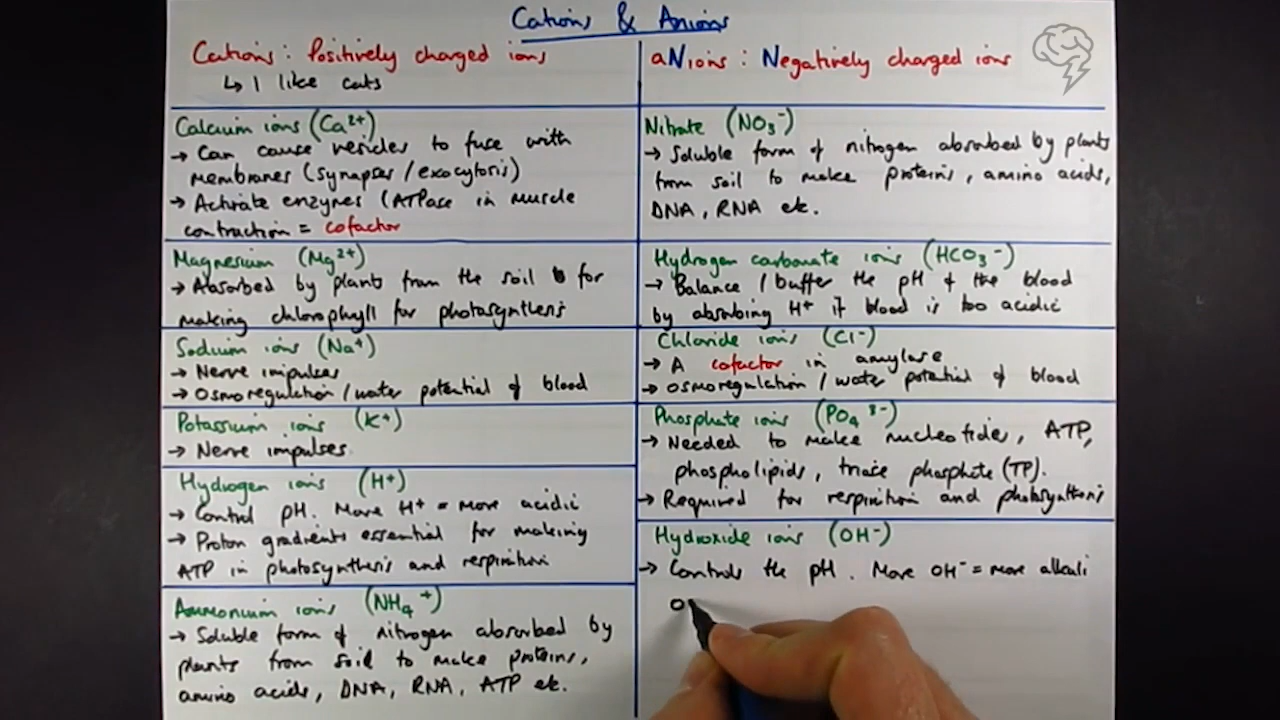 Cations & Anions
Cations: Positively charged ions
↳ I like cats
Calcium ions (Ca²⁺)
→ Can cause vesicles to fuse with
membranes (synapses / exocytosis)
→ Activate enzymes (ATPase in muscle
contraction = cofactor
Magnesium (Mg²⁺)
→ Absorbed by plants from the soil for
making chlorophyll for photosynthesis
Sodium ions (Na⁺)
→ Nerve impulses
→ Osmoregulation / water potential of blood
Potassium ions (K⁺)
→ Nerve impulses
Hydrogen ions (H⁺)
→ Control pH. More H⁺ = More acidic
→ Proton gradients essential for making
ATP in photosynthesis and respiration
Ammonium ions (NH₄⁺)
→ Soluble form of nitrogen absorbed by
plants from soil to make proteins,
amino acids, DNA, RNA, ATP etc.
aNions: Negatively charged ions
Nitrate (NO₃⁻)
→ Soluble form of nitrogen absorbed by plants
from soil to make proteins, amino acids,
DNA, RNA etc.
Hydrogen carbonate ions (HCO₃⁻)
→ Balance / buffer the pH of the blood
by absorbing H⁺ if blood is too acidic
Chloride ions (Cl⁻)
→ A cofactor in amylase
→ Osmoregulation / water potential of blood
Phosphate ions (PO₄³⁻)
→ Needed to make nucleotides, ATP,
phospholipids, triose phosphate (TP).
→ Required for respiration and photosynthesis
Hydroxide ions (OH⁻)
→ Controls the pH. More OH⁻ = more alkali